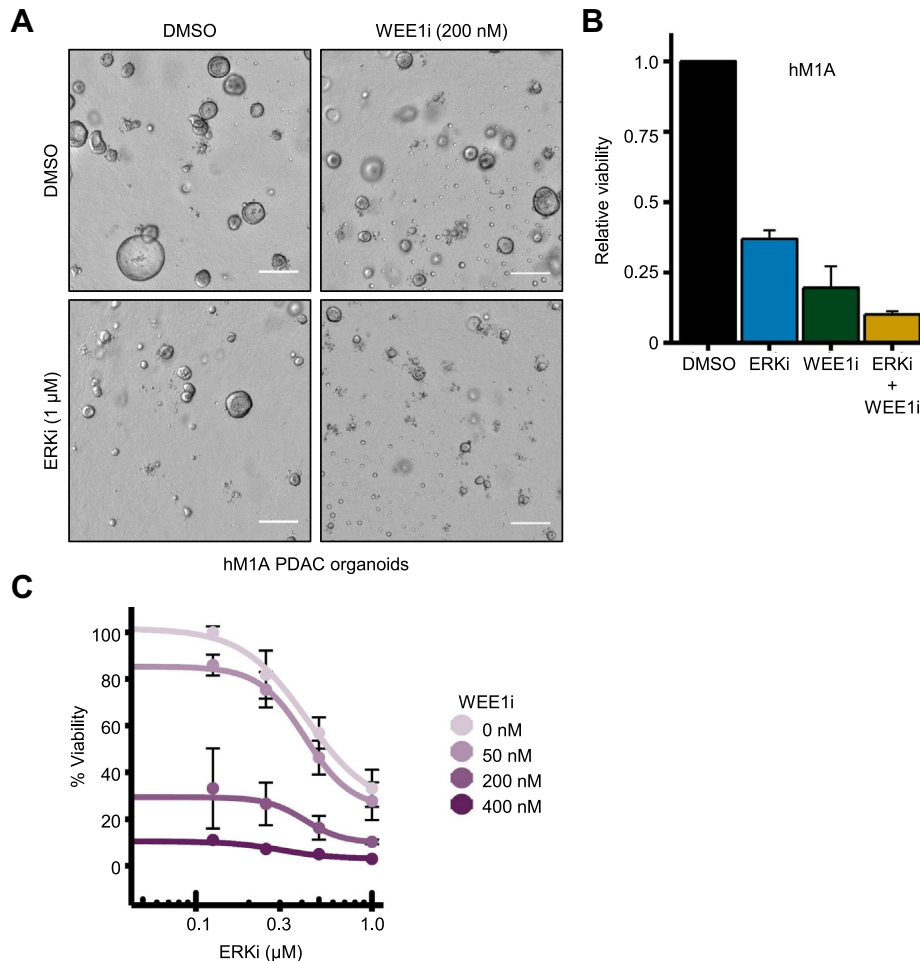 A
DMSO
WEE1i (200 nM)
DMSO
ERKi (1 µM)
hM1A PDAC organoids
B
hM1A
Relative viability
1.0
0.75
0.5
0.25
0
DMSO
ERKi
WEE1i
ERKi
+
WEE1i
C
% Viability
100
80
60
40
20
0
0.1
0.3
1.0
ERKi (µM)
WEE1i
0 nM
50 nM
200 nM
400 nM